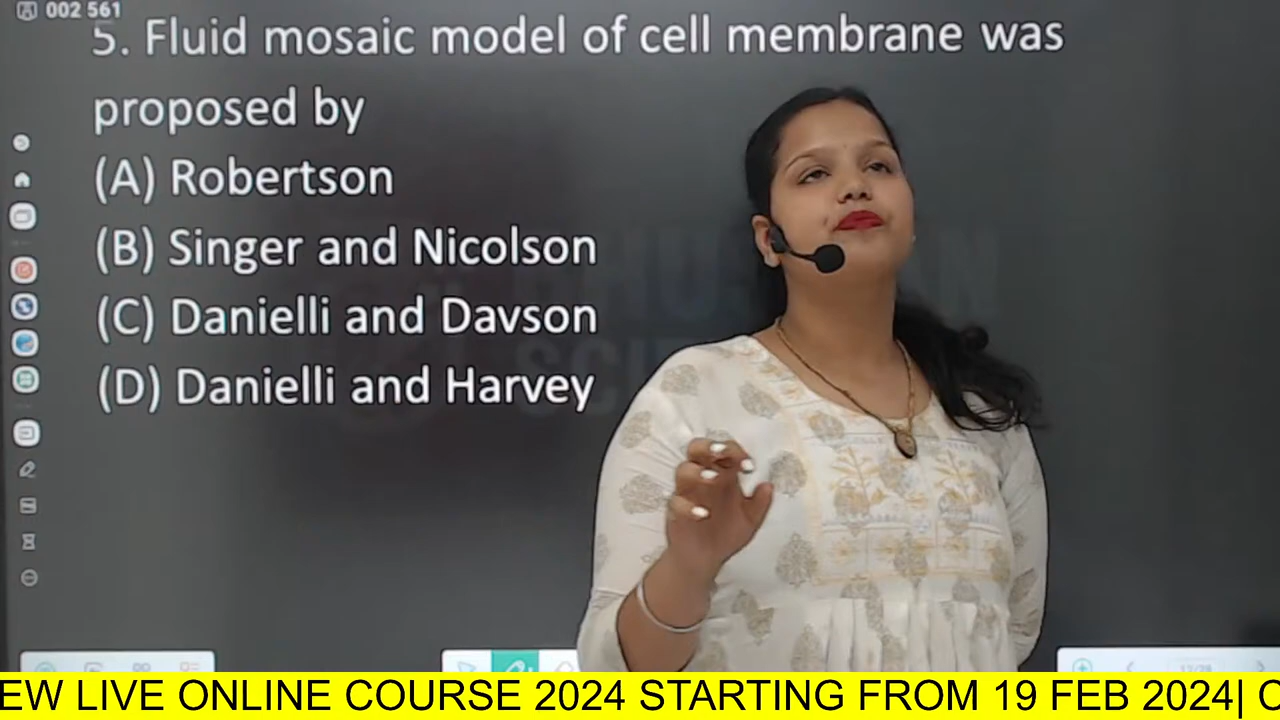 002 561
5. Fluid mosaic model of cell membrane was
proposed by
(A) Robertson
(B) Singer and Nicolson
(C) Danielli and Davson
(D) Danielli and Harvey
EW LIVE ONLINE COURSE 2024 STARTING FROM 19 FEB 2024| C